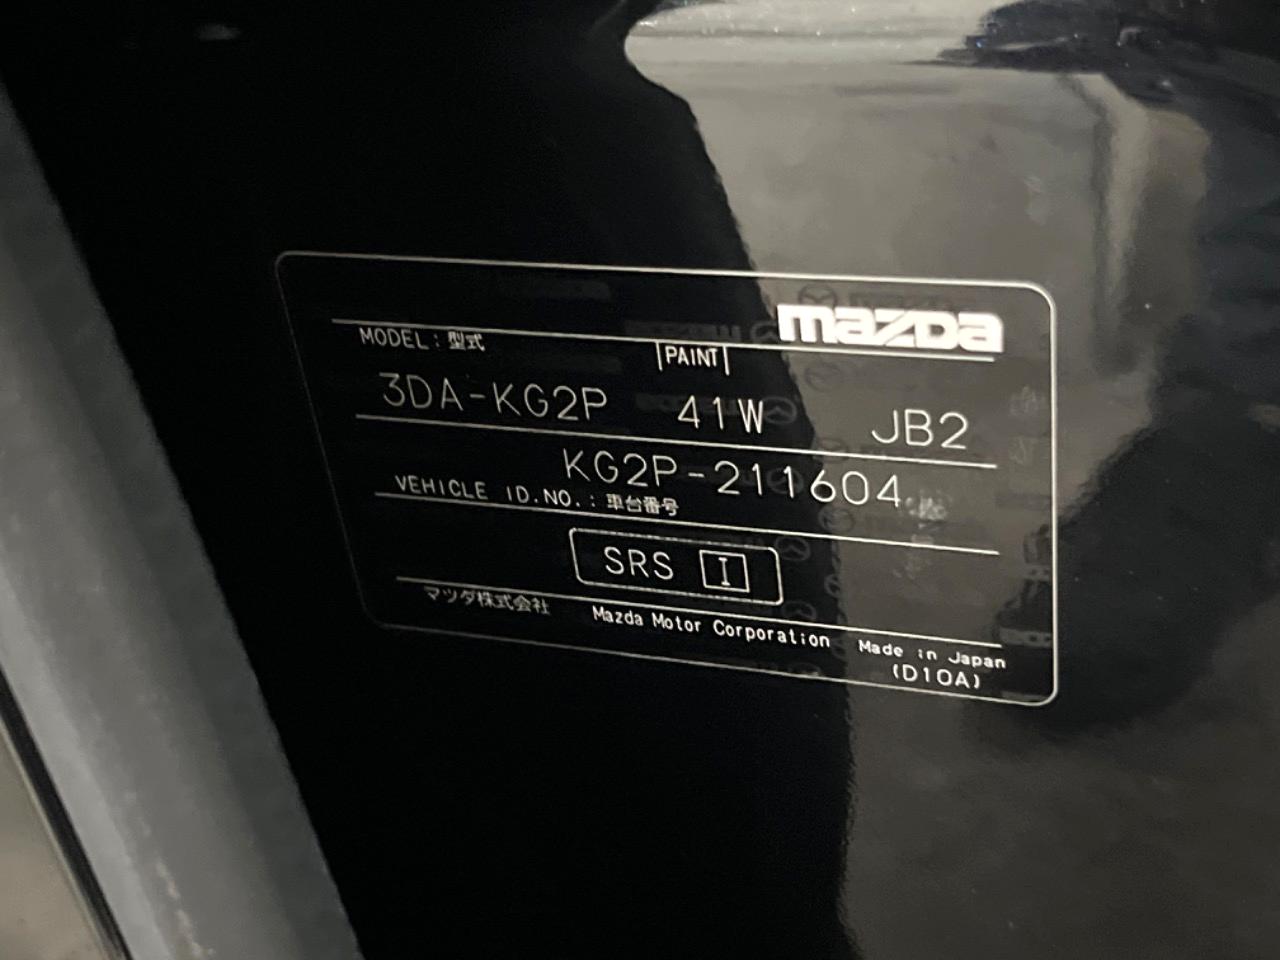 mazda
MODEL : 型式 PAINT
3DA-KG2P 41W JB2
KG2P-211604
VEHICLE ID.NO. : 車台番号
SRS I
マツダ株式会社 Mazda Motor Corporation Made in Japan
(D10A)